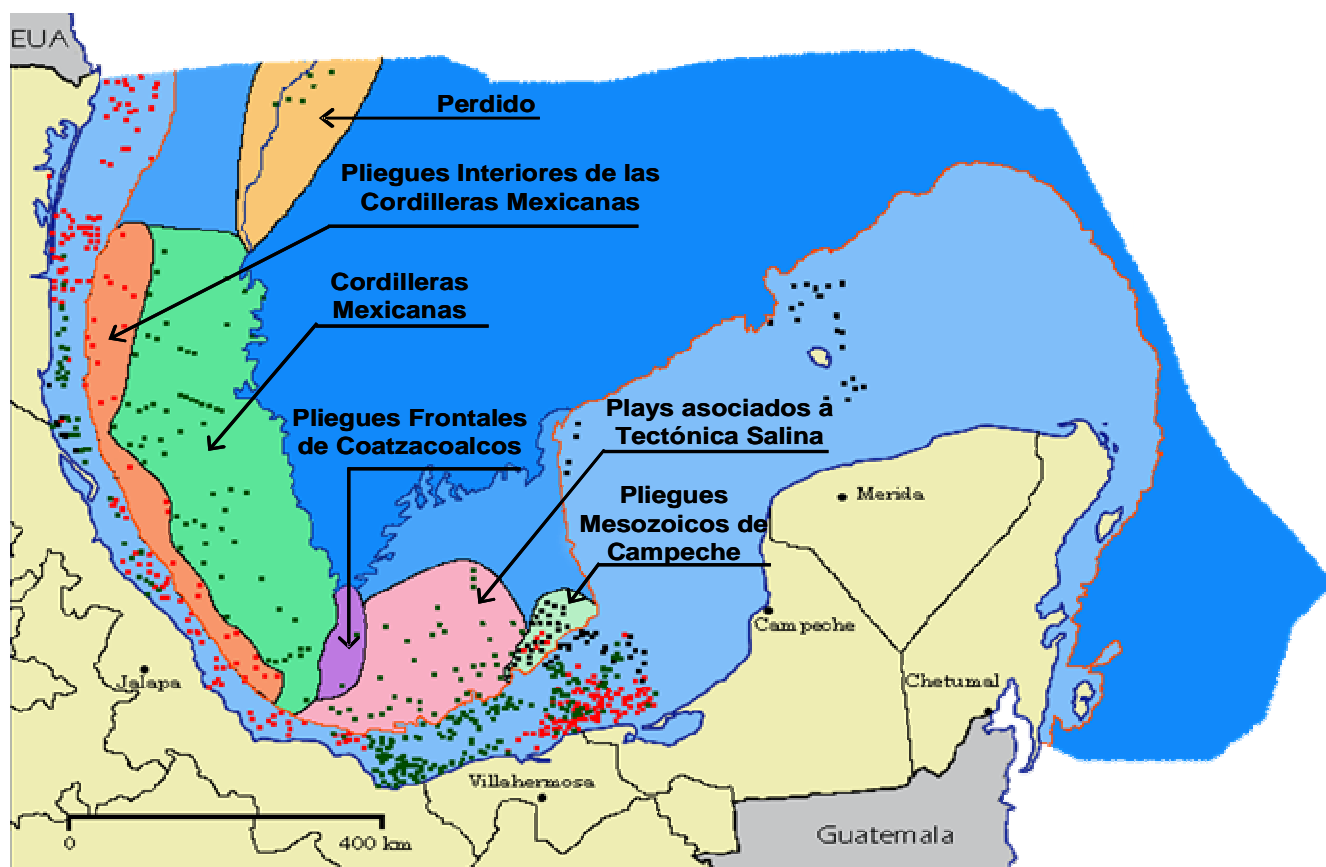 EUA
Perdido
Pliegues Interiores de las
Cordilleras Mexicanas
Cordilleras
Mexicanas
Pliegues Frontales
de Coatzacoalcos
Plays asociados a
Tectónica Salina
Pliegues
Mesozoicos de
Campeche
Merida
Campeche
Chetumal
Jalapa
Villahermosa
Guatemala
0
400 km